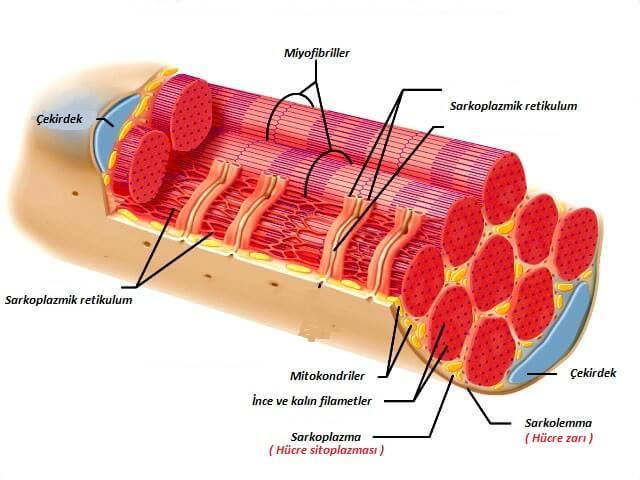 Miyofibriller
Sarkoplazmik retikulum
Çekirdek
Sarkoplazmik retikulum
Mitokondriler
Çekirdek
İnce ve kalın filametler
Sarkolemma
( Hücre zarı )
Sarkoplazma
( Hücre sitoplazması )